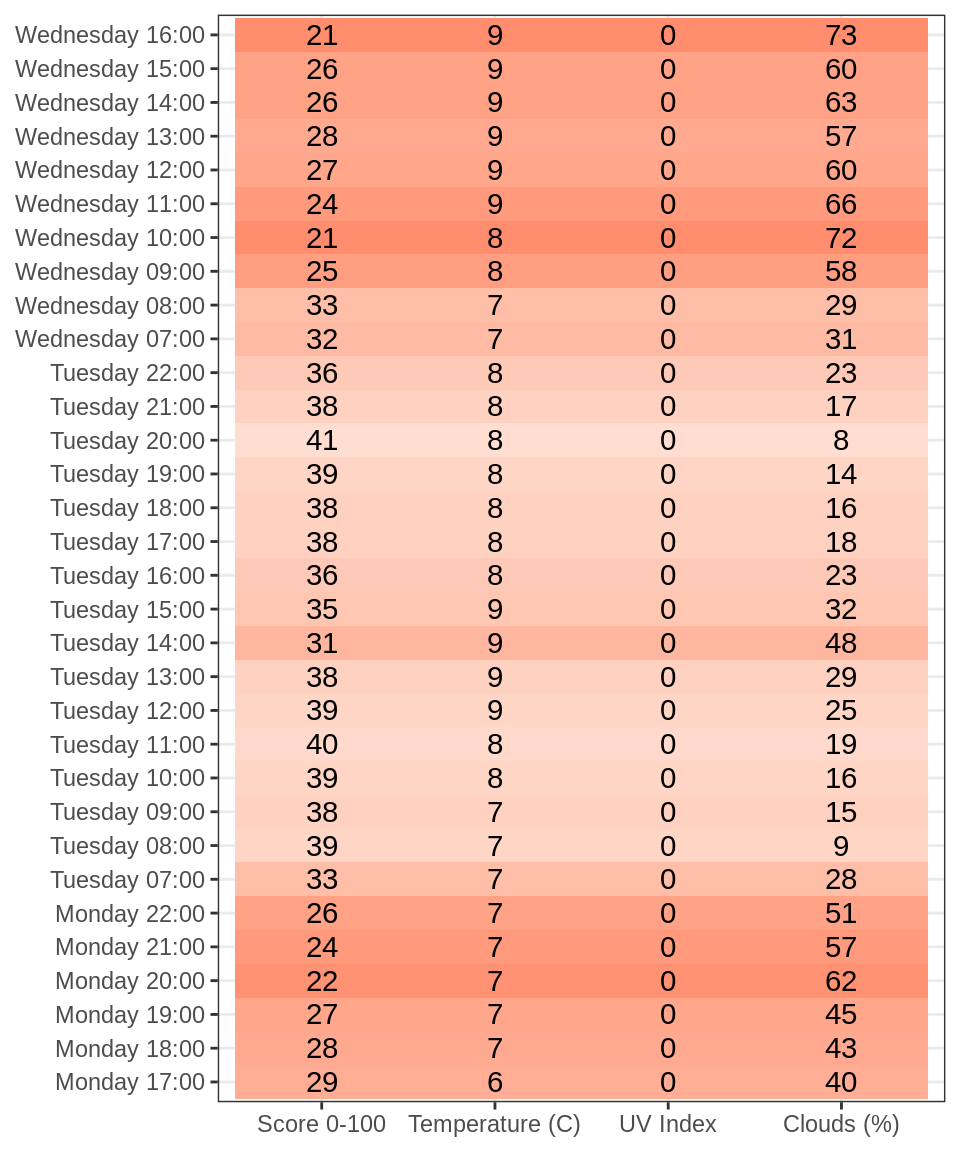 Wednesday 16:00 21 9 0 73
Wednesday 15:00 26 9 0 60
Wednesday 14:00 26 9 0 63
Wednesday 13:00 28 9 0 57
Wednesday 12:00 27 9 0 60
Wednesday 11:00 24 9 0 66
Wednesday 10:00 21 8 0 72
Wednesday 09:00 25 8 0 58
Wednesday 08:00 33 7 0 29
Wednesday 07:00 32 7 0 31
Tuesday 22:00 36 8 0 23
Tuesday 21:00 38 8 0 17
Tuesday 20:00 41 8 0 8
Tuesday 19:00 39 8 0 14
Tuesday 18:00 38 8 0 16
Tuesday 17:00 38 8 0 18
Tuesday 16:00 36 8 0 23
Tuesday 15:00 35 9 0 32
Tuesday 14:00 31 9 0 48
Tuesday 13:00 38 9 0 29
Tuesday 12:00 39 9 0 25
Tuesday 11:00 40 8 0 19
Tuesday 10:00 39 8 0 16
Tuesday 09:00 38 7 0 15
Tuesday 08:00 39 7 0 9
Tuesday 07:00 33 7 0 28
Monday 22:00 26 7 0 51
Monday 21:00 24 7 0 57
Monday 20:00 22 7 0 62
Monday 19:00 27 7 0 45
Monday 18:00 28 7 0 43
Monday 17:00 29 6 0 40
Score 0-100 Temperature (C) UV Index Clouds (%)